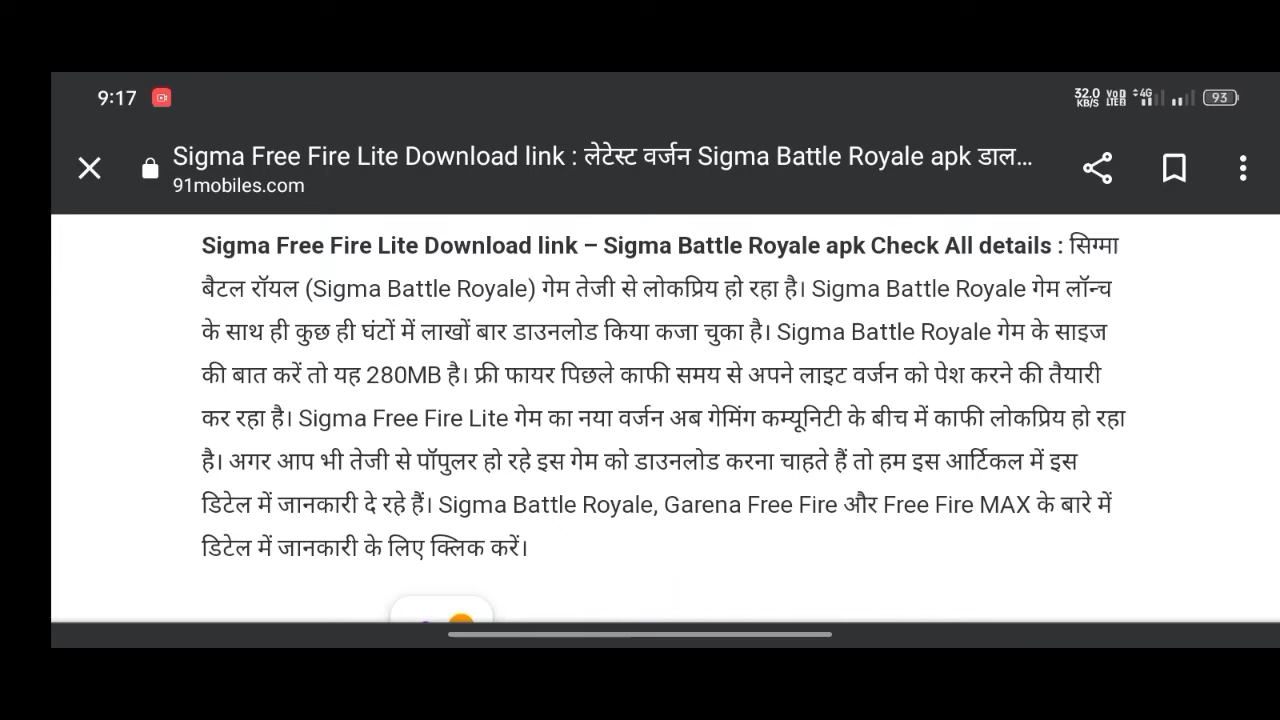 9:17
32.0 KB/S VoD LTE2 4G 93
Sigma Free Fire Lite Download link : लेटेस्ट वर्जन Sigma Battle Royale apk डाल...
91mobiles.com
Sigma Free Fire Lite Download link – Sigma Battle Royale apk Check All details : सिग्मा
बैटल रॉयल (Sigma Battle Royale) गेम तेजी से लोकप्रिय हो रहा है। Sigma Battle Royale गेम लॉन्च
के साथ ही कुछ ही घंटों में लाखों बार डाउनलोड किया कजा चुका है। Sigma Battle Royale गेम के साइज
की बात करें तो यह 280MB है। फ्री फायर पिछले काफी समय से अपने लाइट वर्जन को पेश करने की तैयारी
कर रहा है। Sigma Free Fire Lite गेम का नया वर्जन अब गेमिंग कम्यूनिटी के बीच में काफी लोकप्रिय हो रहा
है। अगर आप भी तेजी से पॉपुलर हो रहे इस गेम को डाउनलोड करना चाहते हैं तो हम इस आर्टिकल में इस
डिटेल में जानकारी दे रहे हैं। Sigma Battle Royale, Garena Free Fire और Free Fire MAX के बारे में
डिटेल में जानकारी के लिए क्लिक करें।